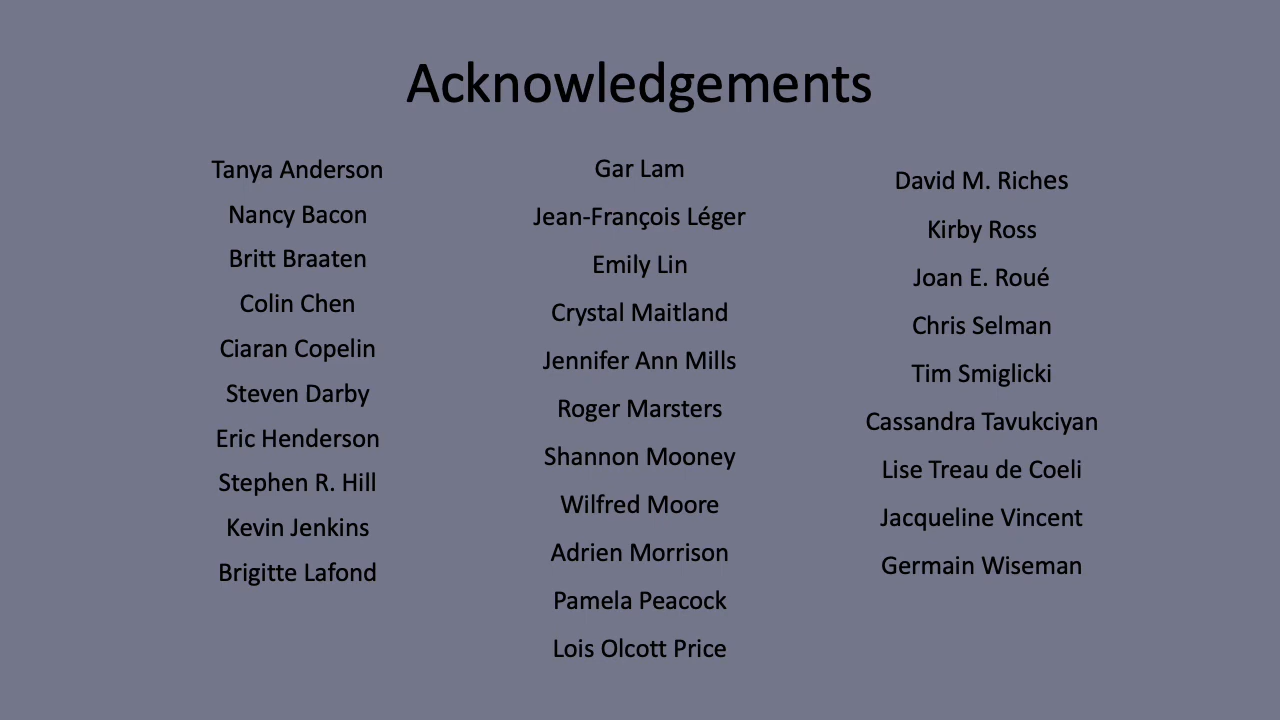 Acknowledgements
Tanya Anderson
Nancy Bacon
Britt Braaten
Colin Chen
Ciaran Copelin
Steven Darby
Eric Henderson
Stephen R. Hill
Kevin Jenkins
Brigitte Lafond
Gar Lam
Jean-François Léger
Emily Lin
Crystal Maitland
Jennifer Ann Mills
Roger Marsters
Shannon Mooney
Wilfred Moore
Adrien Morrison
Pamela Peacock
Lois Olcott Price
David M. Riches
Kirby Ross
Joan E. Roué
Chris Selman
Tim Smiglicki
Cassandra Tavukciyan
Lise Treau de Coeli
Jacqueline Vincent
Germain Wiseman